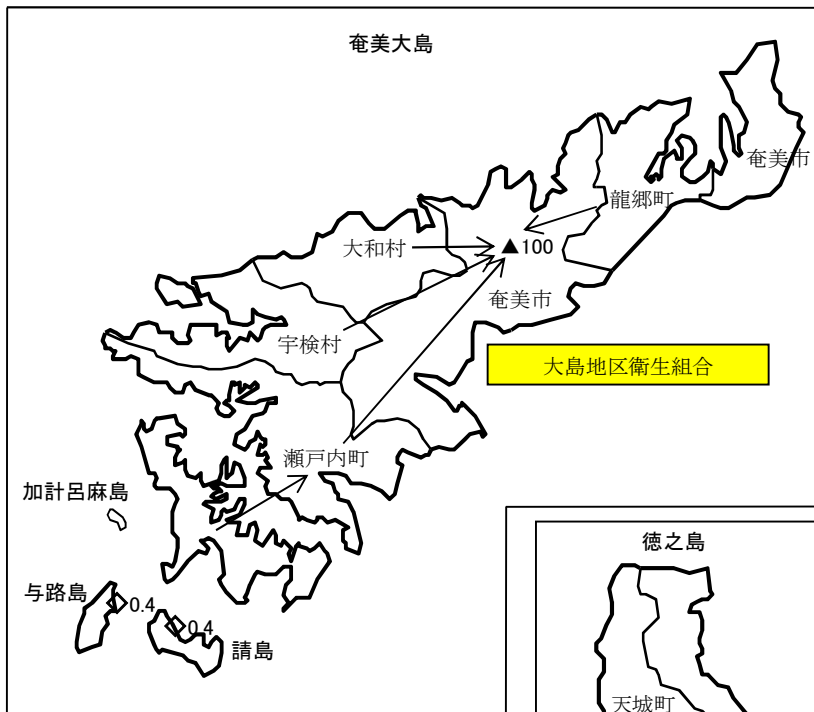 奄美大島
奄美市
龍郷町
大和村
▲100
奄美市
宇検村
大島地区衛生組合
瀬戸内町
加計呂麻島
与路島
0.4
0.4
請島
徳之島
天城町